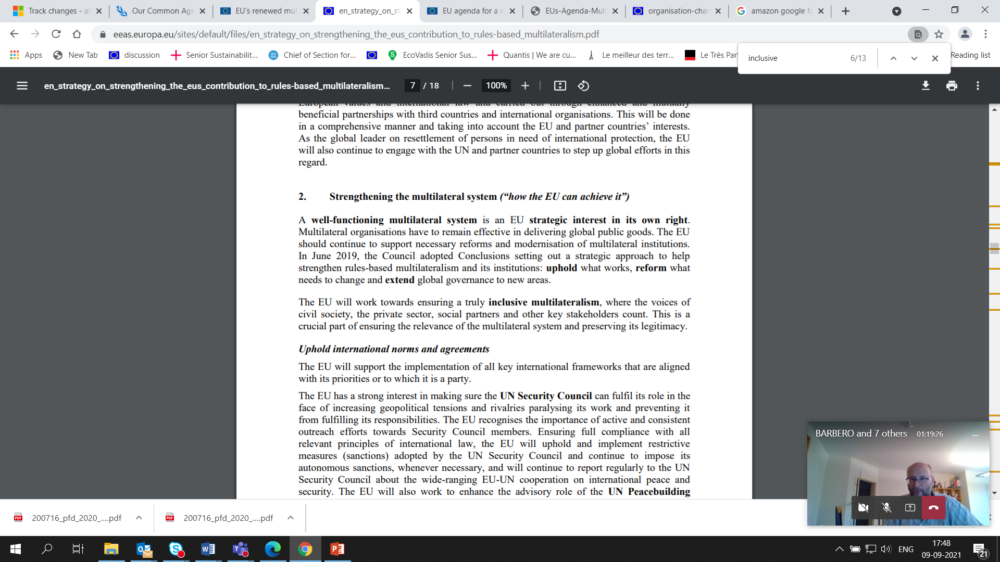 Track changes - al
Our Common Age
EU's renewed mul
en_strategy_on_st
EU agenda for a re
EUs-Agenda-Mult
organisation-char
amazon google fa
eeas.europa.eu/sites/default/files/en_strategy_on_strengthening_the_eus_contribution_to_rules-based_multilateralism.pdf
Apps
New Tab
discussion
Senior Sustainabilit...
Chief of Section for...
EcoVadis Senior Sus...
Quantis | We are cu...
Le meilleur des terr...
Le Très Par
Reading list
inclusive 6/13
en_strategy_on_strengthening_the_eus_contribution_to_rules-based_multilateralism...
7 / 18
100%
European values and international law and carried out through enhanced and mutually
beneficial partnerships with third countries and international organisations. This will be done
in a comprehensive manner and taking into account the EU and partner countries' interests.
As the global leader on resettlement of persons in need of international protection, the EU
will also continue to engage with the UN and partner countries to step up global efforts in this
regard.
2. Strengthening the multilateral system (“how the EU can achieve it”)
A well-functioning multilateral system is an EU strategic interest in its own right.
Multilateral organisations have to remain effective in delivering global public goods. The EU
should continue to support necessary reforms and modernisation of multilateral institutions.
In June 2019, the Council adopted Conclusions setting out a strategic approach to help
strengthen rules-based multilateralism and its institutions: uphold what works, reform what
needs to change and extend global governance to new areas.
The EU will work towards ensuring a truly inclusive multilateralism, where the voices of
civil society, the private sector, social partners and other key stakeholders count. This is a
crucial part of ensuring the relevance of the multilateral system and preserving its legitimacy.
Uphold international norms and agreements
The EU will support the implementation of all key international frameworks that are aligned
with its priorities or to which it is a party.
The EU has a strong interest in making sure the UN Security Council can fulfil its role in the
face of increasing geopolitical tensions and rivalries paralysing its work and preventing it
from fulfilling its responsibilities. The EU recognises the importance of active and consistent
outreach efforts towards Security Council members. Ensuring full compliance with all
relevant principles of international law, the EU will uphold and implement restrictive
measures (sanctions) adopted by the UN Security Council and continue to impose its
autonomous sanctions, whenever necessary, and will continue to report regularly to the UN
Security Council about the wide-ranging EU-UN cooperation on international peace and
security. The EU will also work to enhance the advisory role of the UN Peacebuilding
BARBERO and 7 others 01:19:26
200716_pfd_2020_....pdf
200716_pfd_2020_....pdf
ENG
17:48
09-09-2021
21